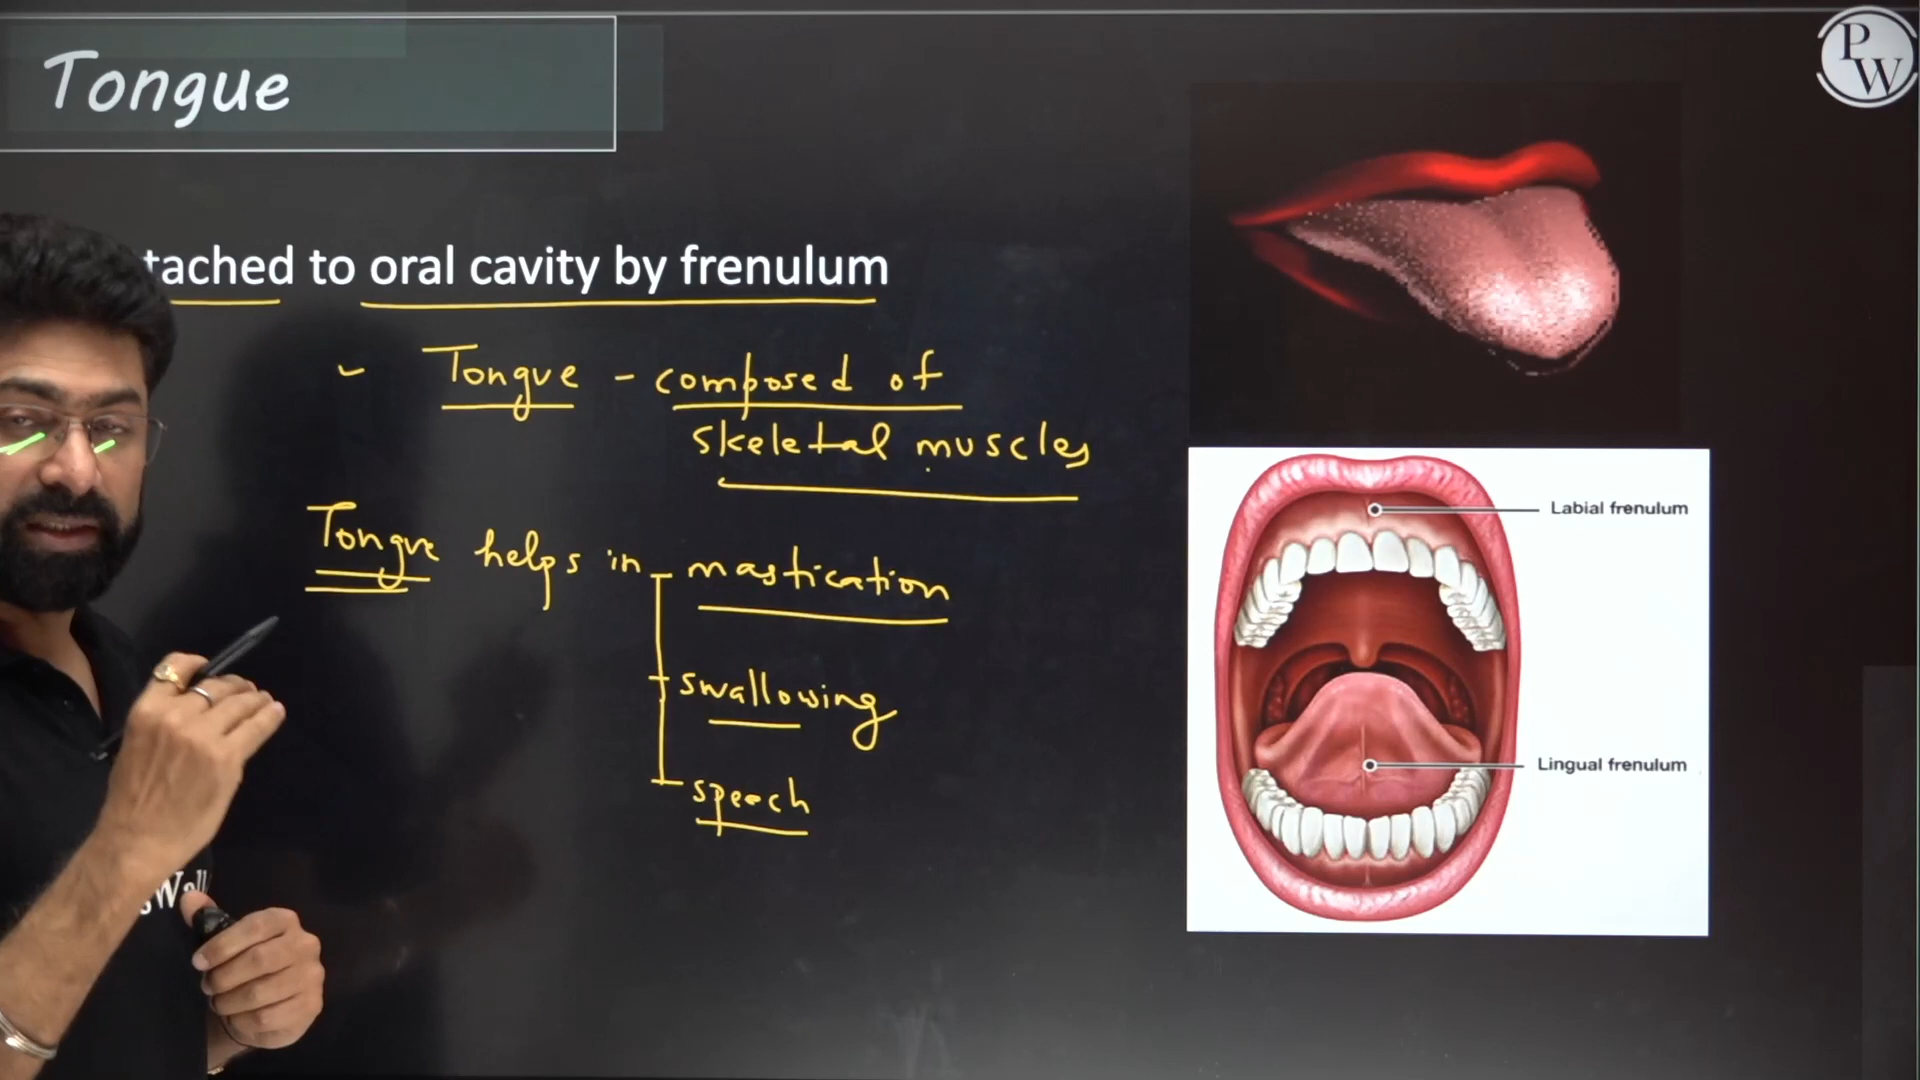 Tongue
P
W
tached to oral cavity by frenulum
Tongue - composed of
skeletal muscles
Tongue helps in mastication
swallowing
speech
Labial frenulum
Lingual frenulum